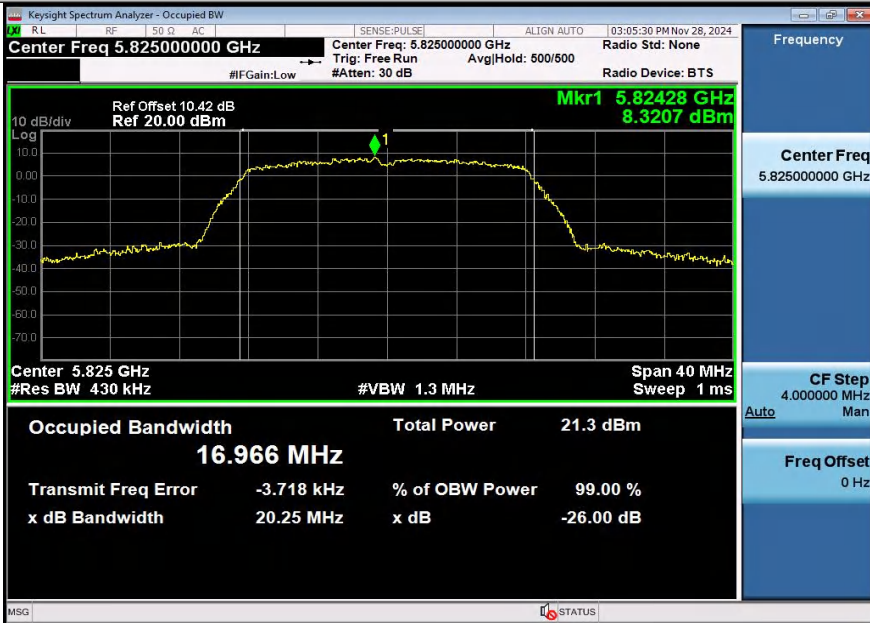 Keysight Spectrum Analyzer - Occupied BW
LXI RL RF 50 Ω AC SENSE:PULSE ALIGN AUTO 03:05:30 PM Nov 28, 2024
Center Freq 5.825000000 GHz
Center Freq: 5.825000000 GHz Radio Std: None
Trig: Free Run Avg|Hold: 500/500
#IFGain:Low #Atten: 30 dB Radio Device: BTS
Ref Offset 10.42 dB Mkr1 5.82428 GHz
10 dB/div Ref 20.00 dBm 8.3207 dBm
Log
1
10.0
0.00
-10.0
-20.0
-30.0
-40.0
-50.0
-60.0
-70.0
Center 5.825 GHz Span 40 MHz
#Res BW 430 kHz #VBW 1.3 MHz Sweep 1 ms
Occupied Bandwidth Total Power 21.3 dBm
16.966 MHz
Transmit Freq Error -3.718 kHz % of OBW Power 99.00 %
x dB Bandwidth 20.25 MHz x dB -26.00 dB
MSG STATUS
Frequency
Center Freq
5.825000000 GHz
CF Step
4.000000 MHz
Auto Man
Freq Offset
0 Hz